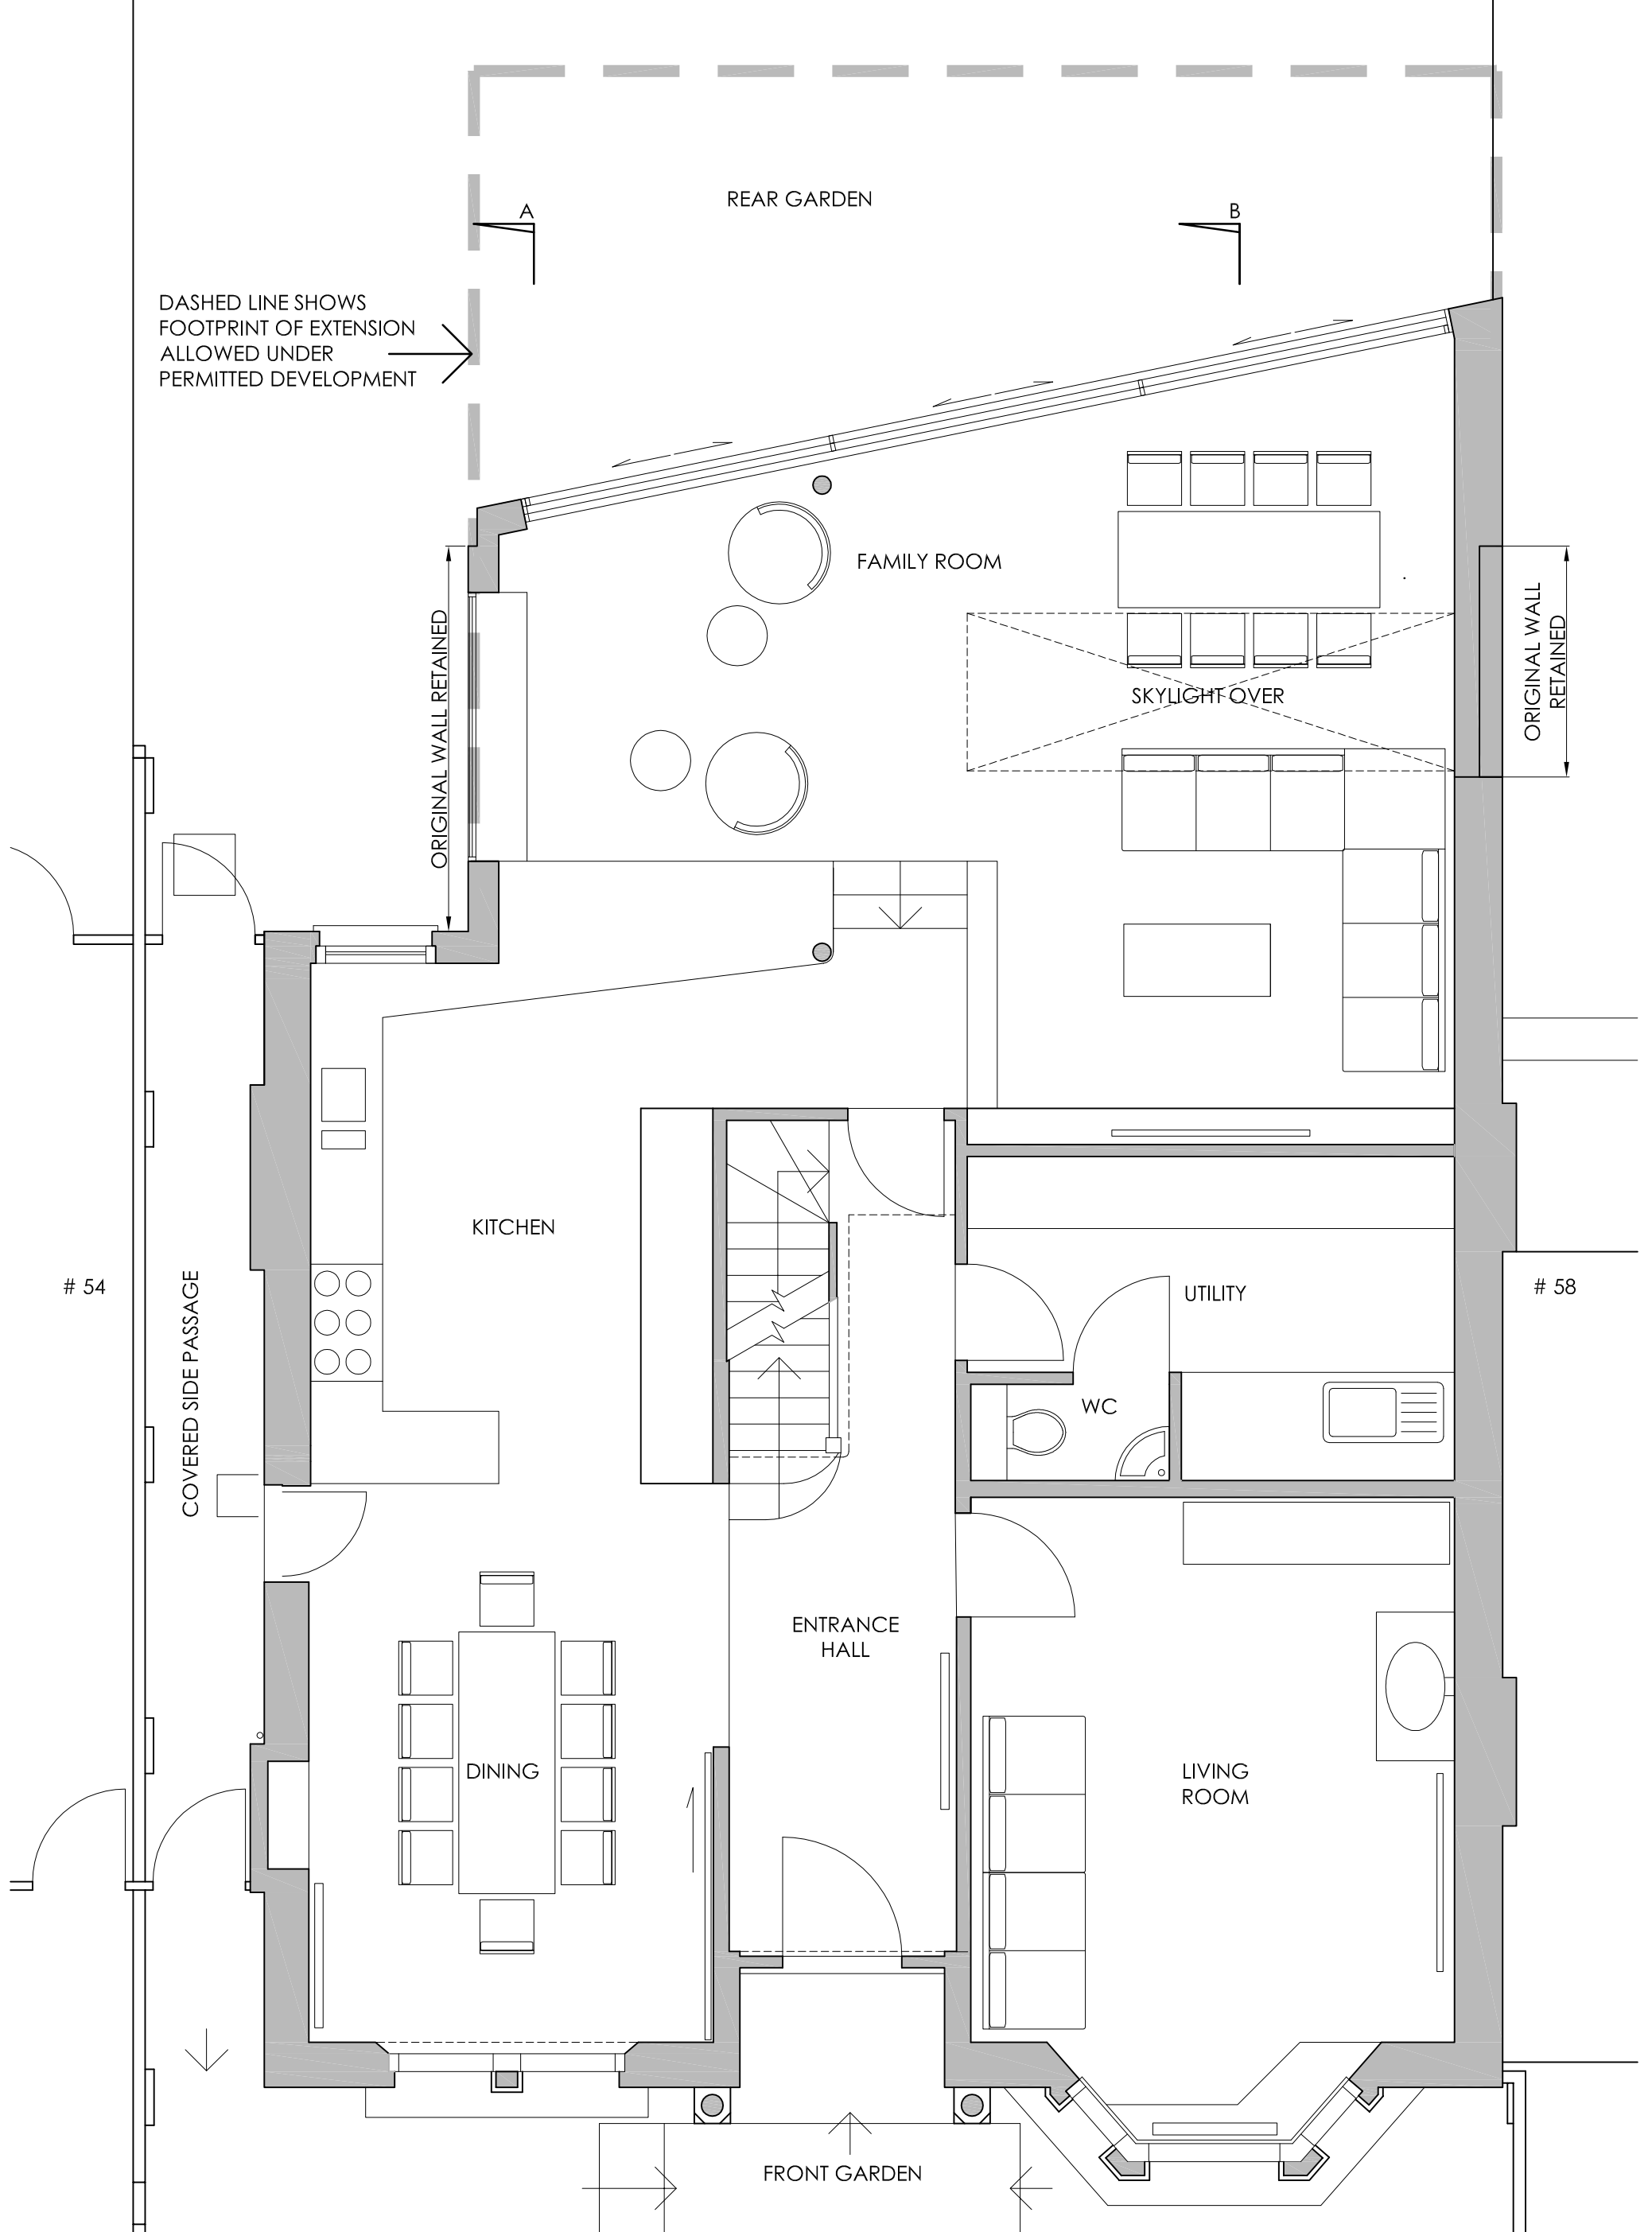 REAR GARDEN
A
B
DASHED LINE SHOWS
FOOTPRINT OF EXTENSION
ALLOWED UNDER
PERMITTED DEVELOPMENT
FAMILY ROOM
ORIGINAL WALL RETAINED
ORIGINAL WALL
RETAINED
SKYLIGHT OVER
KITCHEN
# 54
COVERED SIDE PASSAGE
UTILITY
# 58
WC
ENTRANCE
HALL
DINING
LIVING
ROOM
FRONT GARDEN